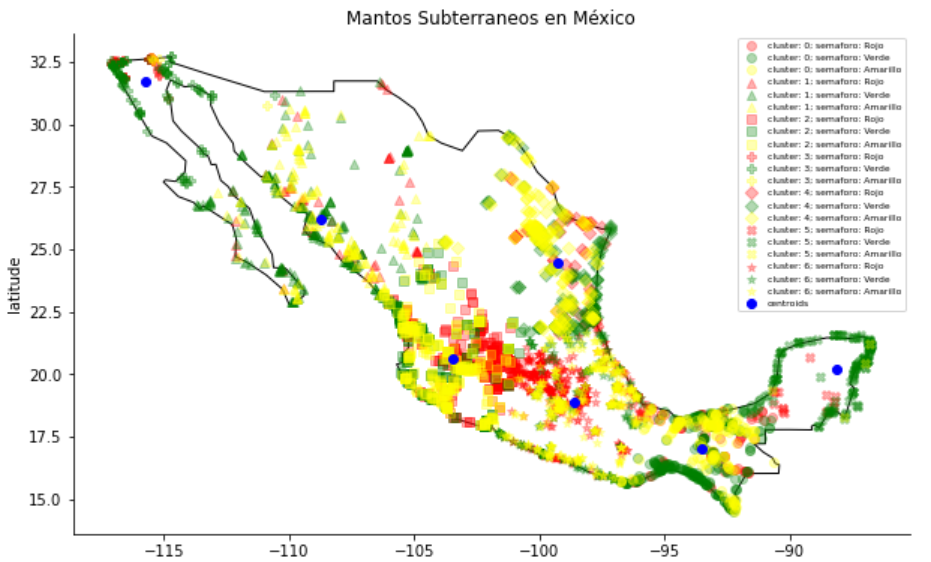 Mantos Subterraneos en México
cluster: 0; semaforo: Rojo
cluster: 0; semaforo: Verde
cluster: 0; semaforo: Amarillo
cluster: 1; semaforo: Rojo
cluster: 1; semaforo: Verde
cluster: 1; semaforo: Amarillo
cluster: 2; semaforo: Rojo
cluster: 2; semaforo: Verde
cluster: 2; semaforo: Amarillo
cluster: 3; semaforo: Rojo
cluster: 3; semaforo: Verde
cluster: 3; semaforo: Amarillo
cluster: 4; semaforo: Rojo
cluster: 4; semaforo: Verde
cluster: 4; semaforo: Amarillo
cluster: 5; semaforo: Rojo
cluster: 5; semaforo: Verde
cluster: 5; semaforo: Amarillo
cluster: 6; semaforo: Rojo
cluster: 6; semaforo: Verde
cluster: 6; semaforo: Amarillo
centroids
latitude
32.5
30.0
27.5
25.0
22.5
20.0
17.5
15.0
−115 −110 −105 −100 −95 −90